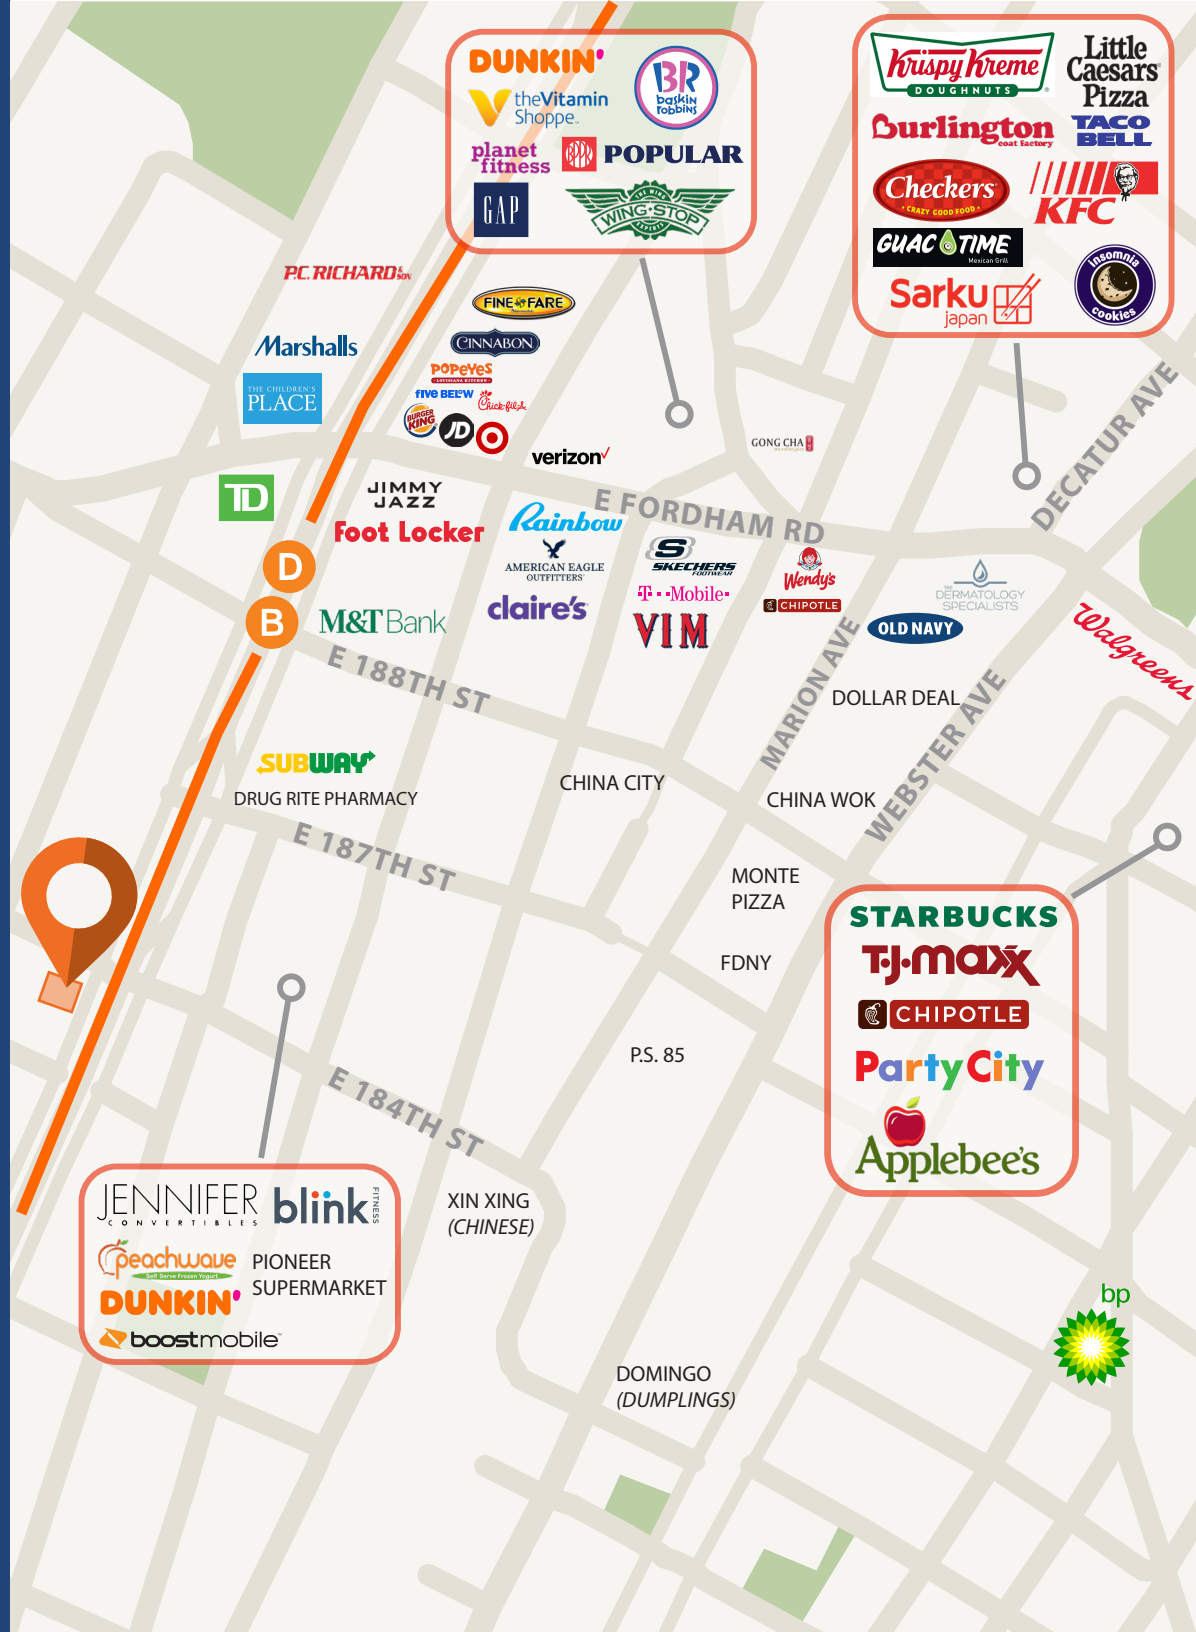 DUNKIN'
theVitamin
Shoppe
BR
baskin
robbins
planet
fitness
POPULAR
GAP
THE WING
WING·STOP
EXPERTS
Krispy Kreme
DOUGHNUTS
Little
Caesars
Pizza
Burlington
coat factory
TACO
BELL
Checkers
CRAZY GOOD FOOD
KFC
GUAC TIME
Mexican Grill
Sarku
japan
insomnia
cookies
P.C. RICHARD & SON
FINE FARE
Marshalls
CINNABON
THE CHILDREN'S
PLACE
POPEYES
LOUISIANA KITCHEN
FIVE BELOW
Chick-fil-A
BURGER
KING
JD
verizon
GONG CHA
DECATUR AVE
TD
JIMMY
JAZZ
Foot Locker
Rainbow
E FORDHAM RD
AMERICAN EAGLE
OUTFITTERS
S
SKECHERS
FOOTWEAR
Wendy's
D
T··Mobile·
CHIPOTLE
THE
DERMATOLOGY
SPECIALISTS
B
M&T Bank
claire's
VIM
OLD NAVY
Walgreens
E 188TH ST
MARION AVE
DOLLAR DEAL
WEBSTER AVE
SUBWAY
DRUG RITE PHARMACY
CHINA CITY
CHINA WOK
E 187TH ST
MONTE
PIZZA
FDNY
STARBUCKS
T·J·maxx
CHIPOTLE
Party City
Applebee's
P.S. 85
E 184TH ST
JENNIFER
CONVERTIBLES
blink
FITNESS
peachwave
Self Serve Frozen Yogurt
PIONEER
SUPERMARKET
DUNKIN'
boostmobile
XIN XING
(CHINESE)
bp
DOMINGO
(DUMPLINGS)